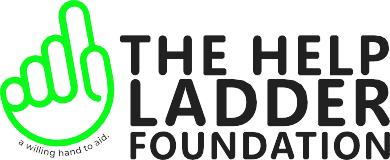 THE HELP
LADDER
FOUNDATION
a willing hand to aid.